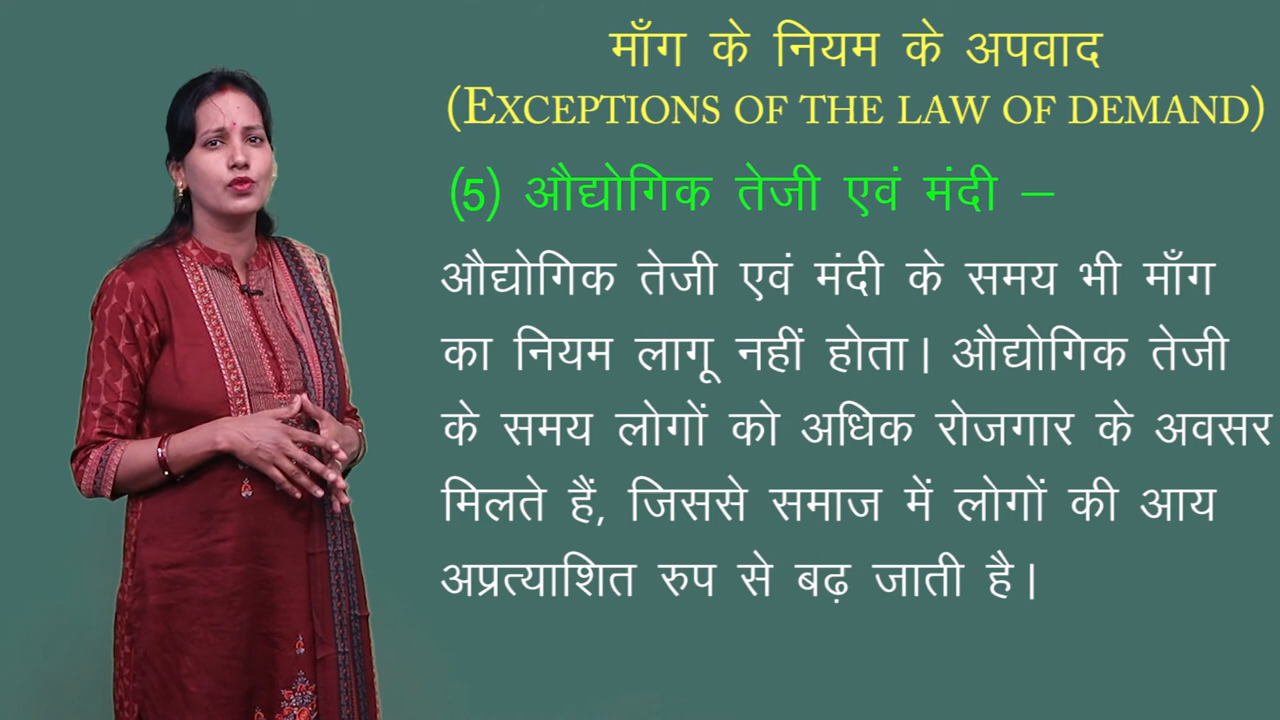 माँग के नियम के अपवाद
(EXCEPTIONS OF THE LAW OF DEMAND)
(5) औद्योगिक तेजी एवं मंदी –
औद्योगिक तेजी एवं मंदी के समय भी माँग
का नियम लागू नहीं होता। औद्योगिक तेजी
के समय लोगों को अधिक रोजगार के अवसर
मिलते हैं, जिससे समाज में लोगों की आय
अप्रत्याशित रुप से बढ़ जाती है।